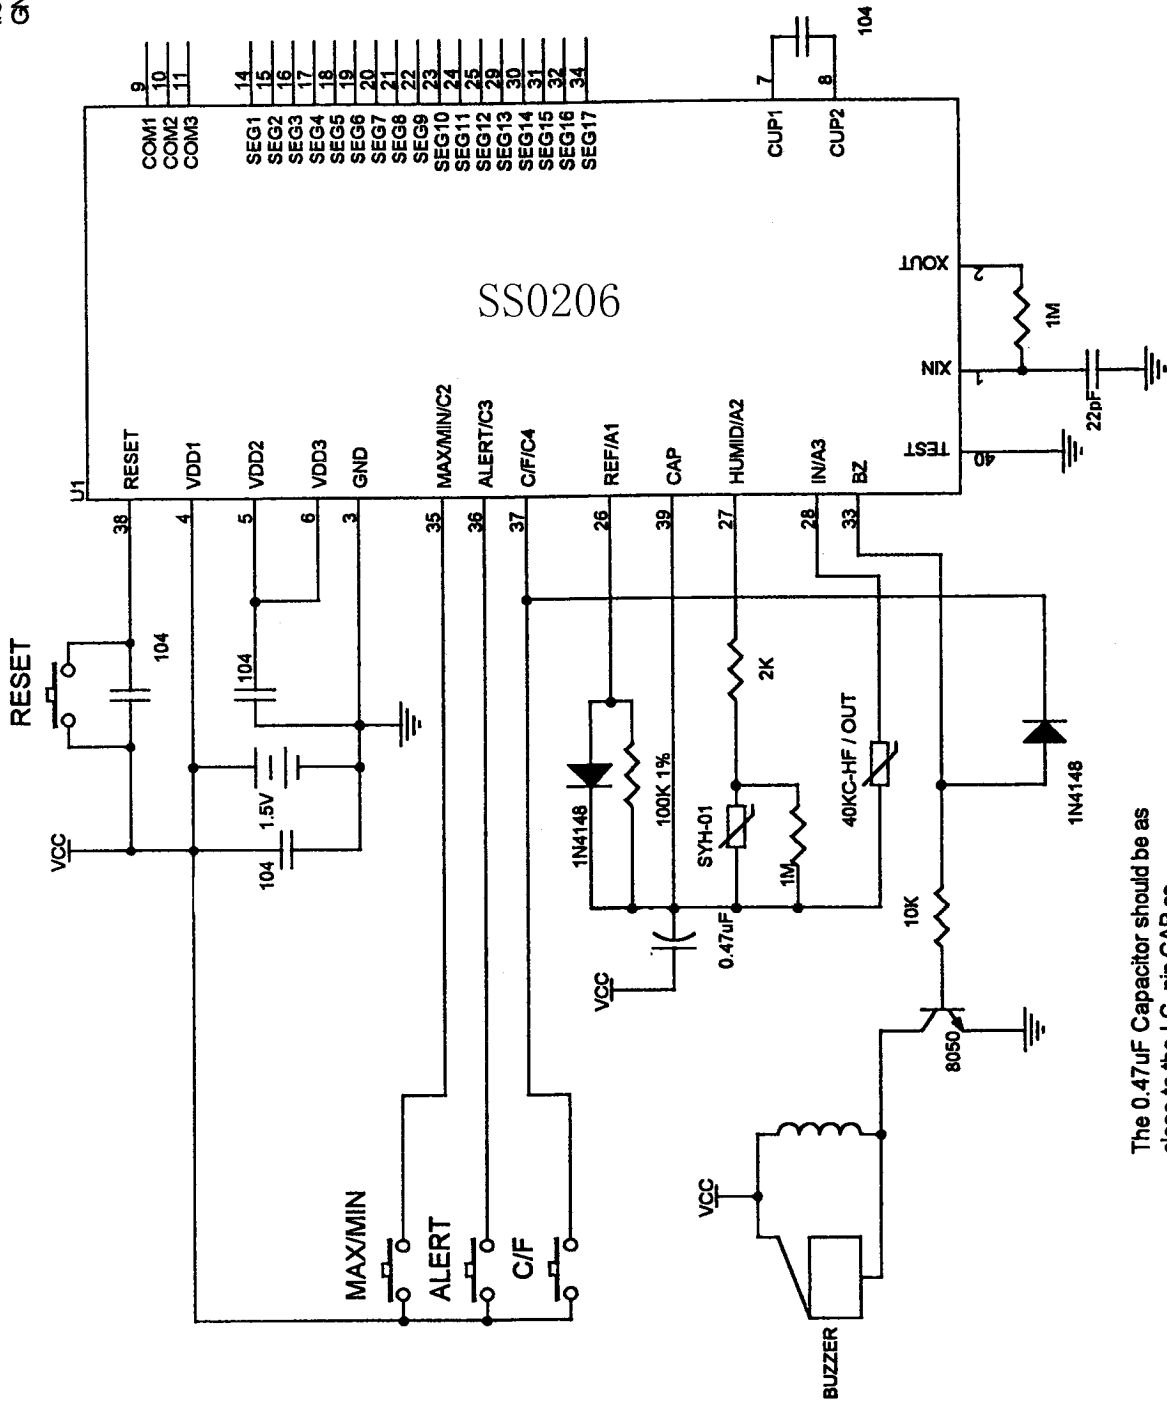 GN
9
10
11
14
15
16
17
18
19
20
21
22
23
24
25
29
30
31
32
34
7
8
104
COM1
COM2
COM3
SEG1
SEG2
SEG3
SEG4
SEG5
SEG6
SEG7
SEG8
SEG9
SEG10
SEG11
SEG12
SEG13
SEG14
SEG15
SEG16
SEG17
CUP1
CUP2
SS0206
XOUT
2
1M
XIN
1
22pF
TEST
40
U1
RESET
VDD1
VDD2
VDD3
GND
MAX/MIN/C2
ALERT/C3
C/F/C4
REF/A1
CAP
HUMID/A2
IN/A3
BZ
38
4
5
6
3
35
36
37
26
39
27
28
33
RESET
104
104
1.5V
104
VCC
1N4148
100K 1%
2K
SYH-01
1M
40KC-HF / OUT
1N4148
0.47uF
VCC
10K
8050
VCC
MAX/MIN
ALERT
C/F
BUZZER
The 0.47uF Capacitor should be as